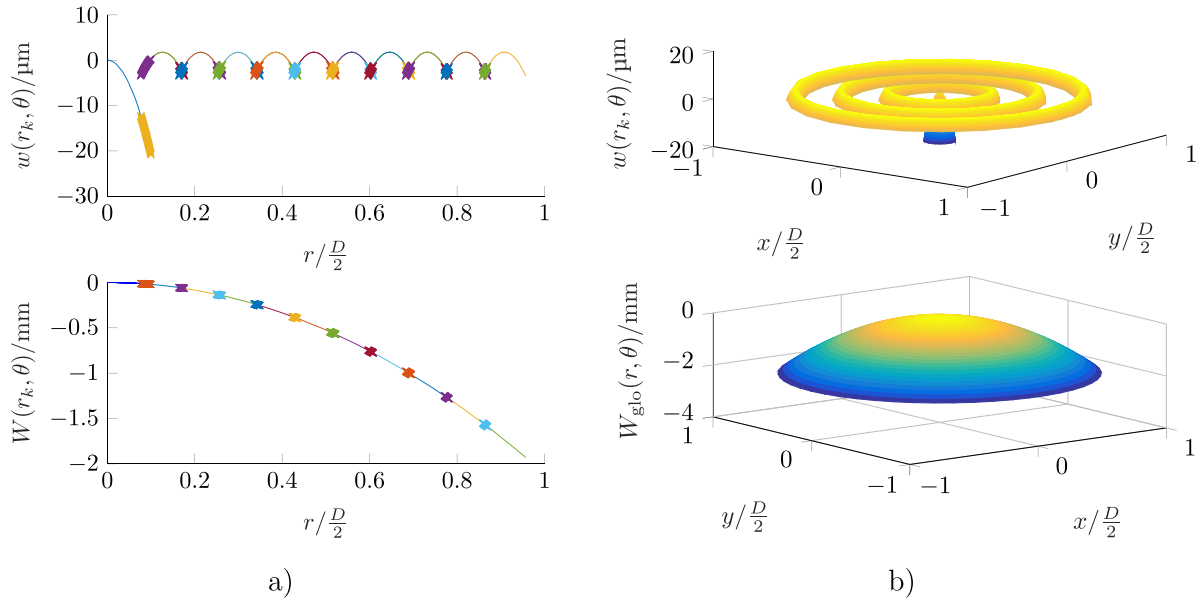 10
0
−10
−20
−30
w(r_k, θ)/µm
0 0.2 0.4 0.6 0.8 1
r/D/2
0
−0.5
−1
−1.5
−2
W(r_k, θ)/mm
0 0.2 0.4 0.6 0.8 1
r/D/2
a)
20
0
−20
w(r_k, θ)/µm
−1 0 1
x/D/2
−1 0 1
y/D/2
0
−2
−4
W_glo(r, θ)/mm
1 0 −1
y/D/2
−1 0 1
x/D/2
b)